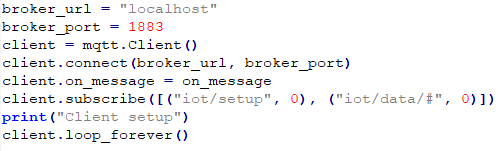 broker_url = "localhost"
broker_port = 1883
client = mqtt.Client()
client.connect(broker_url, broker_port)
client.on_message = on_message
client.subscribe([("iot/setup", 0), ("iot/data/#", 0)])
print("Client setup")
client.loop_forever()